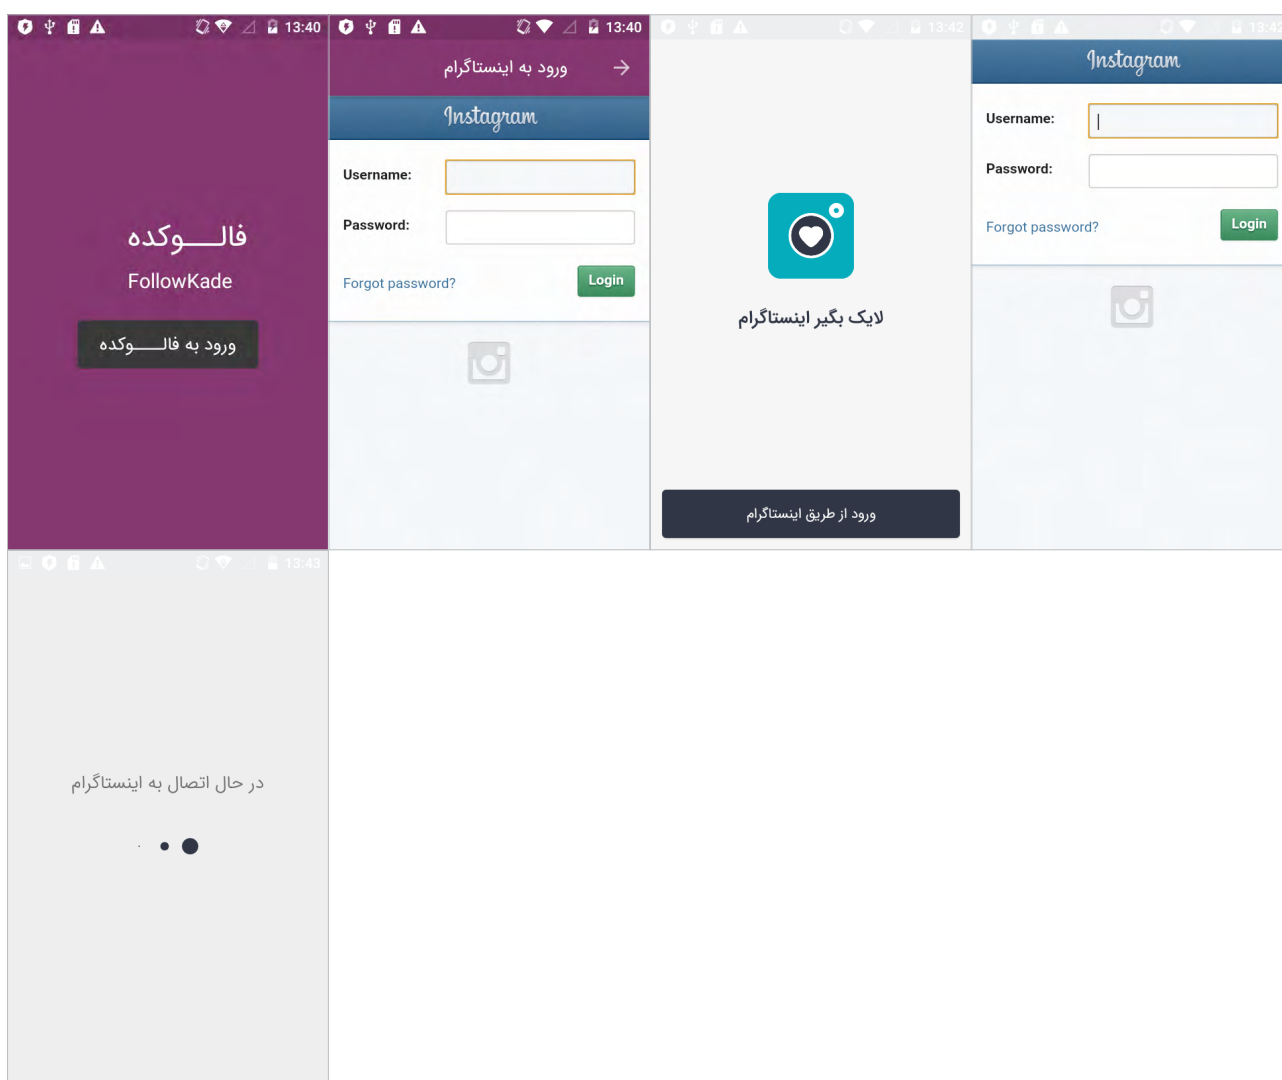 13:40
فالـــوکده
FollowKade
ورود به فالـــوکده
13:40
ورود به اینستاگرام
Instagram
Username:
Password:
Forgot password?
Login
13:42
لایک بگیر اینستاگرام
ورود از طریق اینستاگرام
Instagram
Username:
Password:
Forgot password?
Login
13:43
در حال اتصال به اینستاگرام